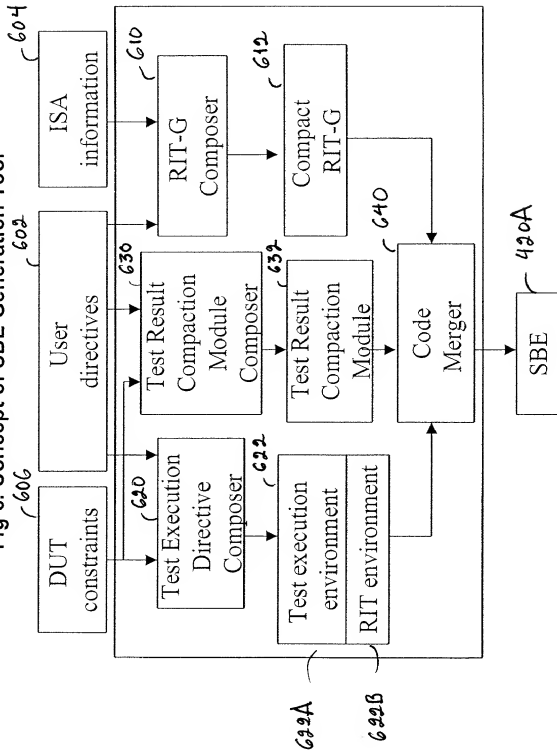 Fig 6. Concept of SBE Generation Tool
606
602
604
DUT
constraints
User
directives
ISA
information
620
630
610
Test Execution
Directive
Composer
Test Result
Compaction
Module
Composer
RIT-G
Composer
622
632
612
622A
622B
Test execution
environment
RIT environment
Test Result
Compaction
Module
Compact
RIT-G
640
Code
Merger
420A
SBE